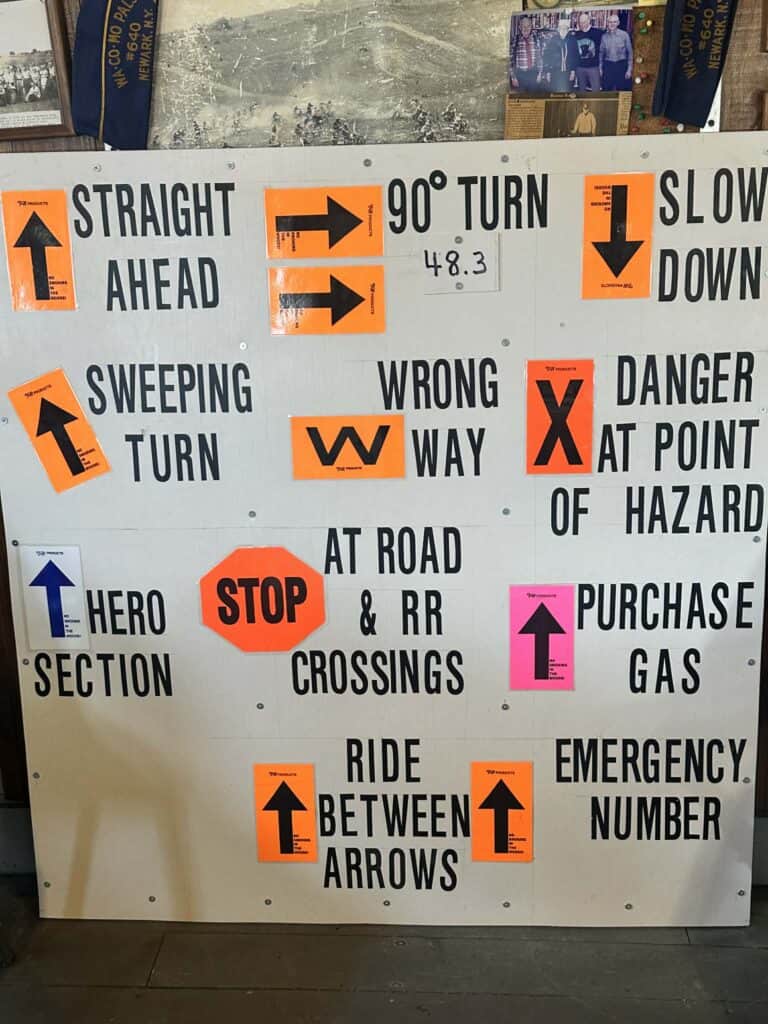 WA-CO-MO PAL
#640
NEWARK, N.Y.
WA-CO-MO PAL
#640
NEWARK, N.Y.
STRAIGHT
AHEAD
90° TURN
48.3
SLOW
DOWN
SWEEPING
TURN
WRONG
W WAY
X
DANGER
AT POINT
OF HAZARD
HERO
SECTION
STOP
AT ROAD
& RR
CROSSINGS
PURCHASE
GAS
RIDE
BETWEEN
ARROWS
EMERGENCY
NUMBER